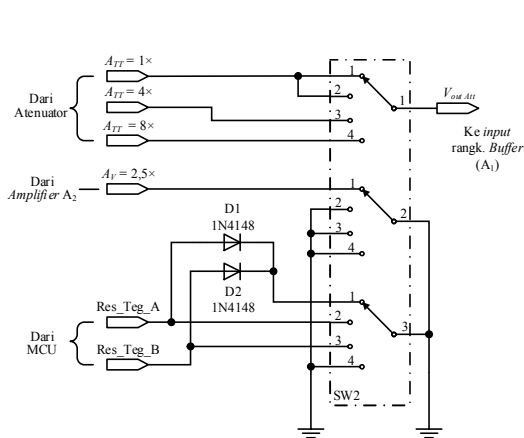 A_TT = 1×
A_TT = 4×
A_TT = 8×
Dari
Atenuator
1
2
3
4
1
V_out Att
Ke input
rangk. Buffer
(A₁)
A_V = 2,5×
Dari
Amplifier A₂
1
2
3
4
2
D1
1N4148
D2
1N4148
Res_Teg_A
Res_Teg_B
Dari
MCU
1
2
3
4
3
SW2